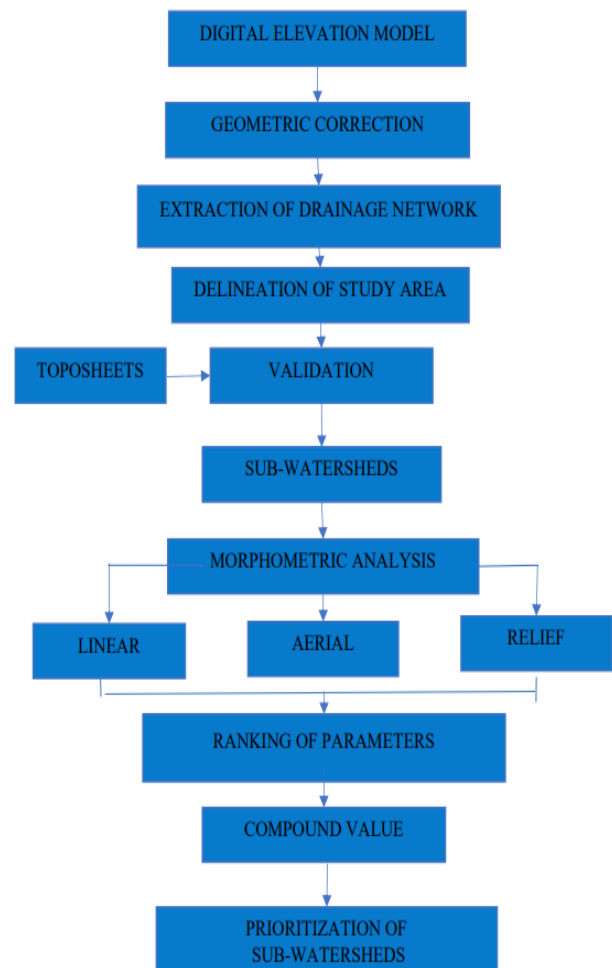 DIGITAL ELEVATION MODEL
GEOMETRIC CORRECTION
EXTRACTION OF DRAINAGE NETWORK
DELINEATION OF STUDY AREA
TOPOSHEETS
VALIDATION
SUB-WATERSHEDS
MORPHOMETRIC ANALYSIS
LINEAR
AERIAL
RELIEF
RANKING OF PARAMETERS
COMPOUND VALUE
PRIORITIZATION OF
SUB-WATERSHEDS